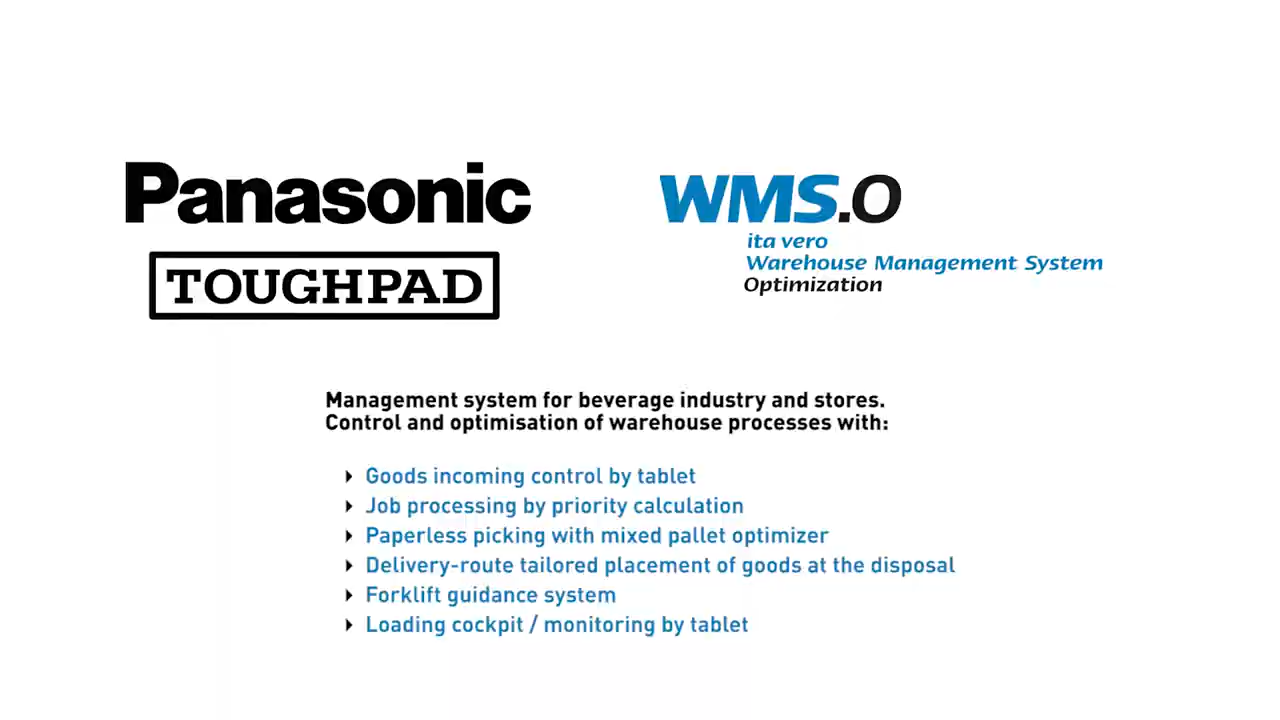 Panasonic
TOUGHPAD
WMS.O
ita vero
Warehouse Management System
Optimization
Management system for beverage industry and stores.
Control and optimisation of warehouse processes with:
Goods incoming control by tablet
Job processing by priority calculation
Paperless picking with mixed pallet optimizer
Delivery-route tailored placement of goods at the disposal
Forklift guidance system
Loading cockpit / monitoring by tablet